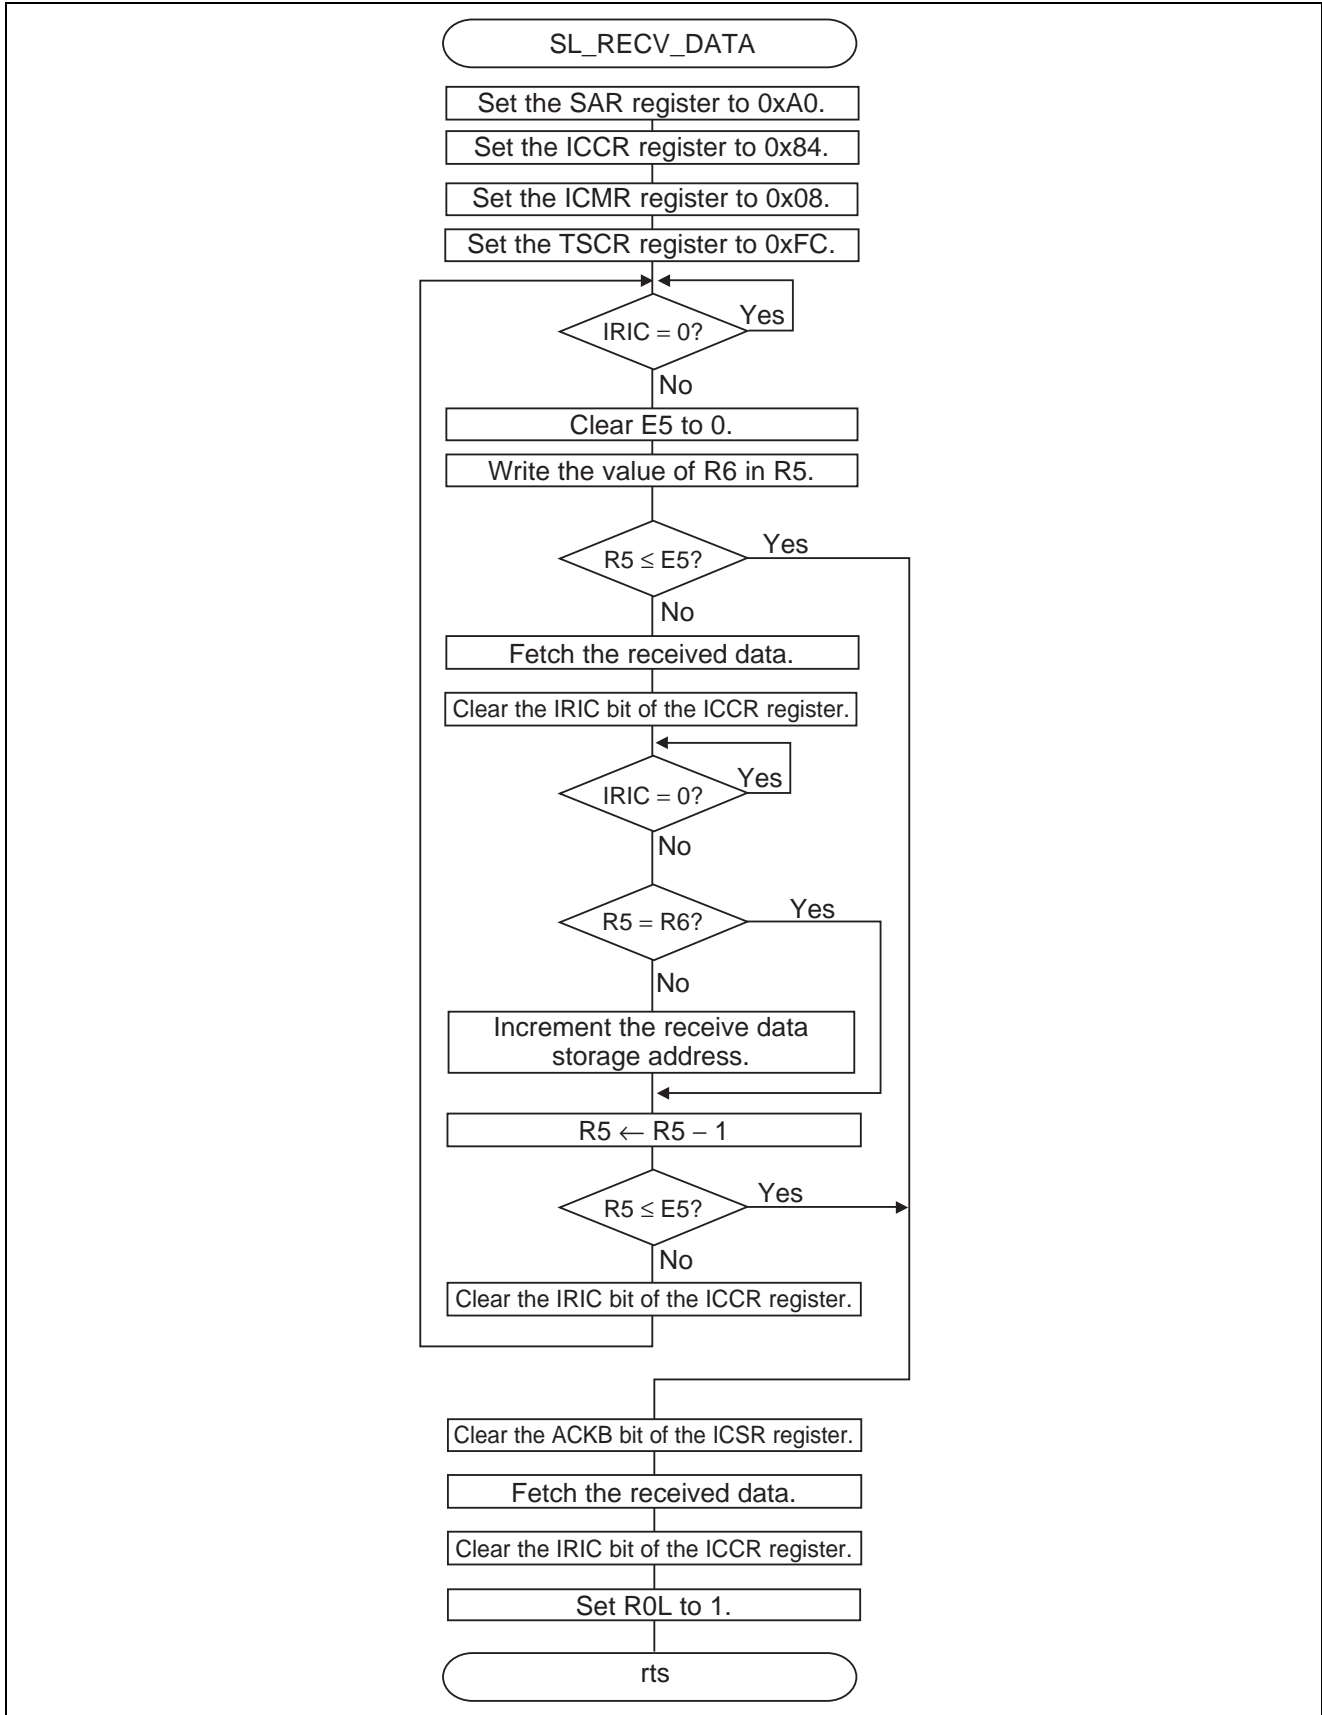 SL_RECV_DATA
Set the SAR register to 0xA0.
Set the ICCR register to 0x84.
Set the ICMR register to 0x08.
Set the TSCR register to 0xFC.
IRIC = 0?
Yes
No
Clear E5 to 0.
Write the value of R6 in R5.
R5 ≤ E5?
Yes
No
Fetch the received data.
Clear the IRIC bit of the ICCR register.
IRIC = 0?
Yes
No
R5 = R6?
Yes
No
Increment the receive data
storage address.
R5 ← R5 − 1
R5 ≤ E5?
Yes
No
Clear the IRIC bit of the ICCR register.
Clear the ACKB bit of the ICSR register.
Fetch the received data.
Clear the IRIC bit of the ICCR register.
Set R0L to 1.
rts